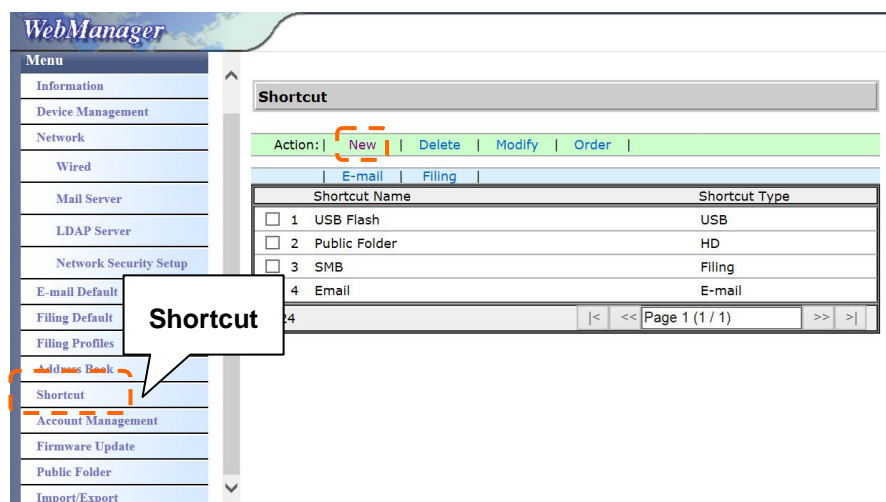 WebManager
Menu
Information
Device Management
Network
Wired
Mail Server
LDAP Server
Network Security Setup
E-mail Default
Filing Default
Filing Profiles
Address Book
Shortcut
Account Management
Firmware Update
Public Folder
Import/Export
Shortcut
Shortcut
Action:| New | Delete | Modify | Order |
| E-mail | Filing |
Shortcut Name Shortcut Type
1 USB Flash USB
2 Public Folder HD
3 SMB Filing
4 Email E-mail
24 |< << Page 1 (1 / 1) >> >|